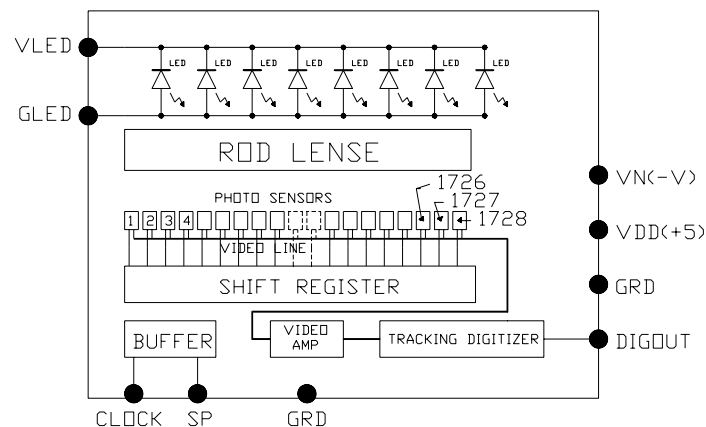 VLED
LED LED LED LED LED LED LED LED
GLED
ROD LENSE
VN(-V)
1726
PHOTO SENSORS
1727
1 2 3 4
1728
VDD(+5)
VIDEO LINE
SHIFT REGISTER
GRD
BUFFER
VIDEO
AMP
TRACKING DIGITIZER
DIGOUT
CLOCK SP GRD